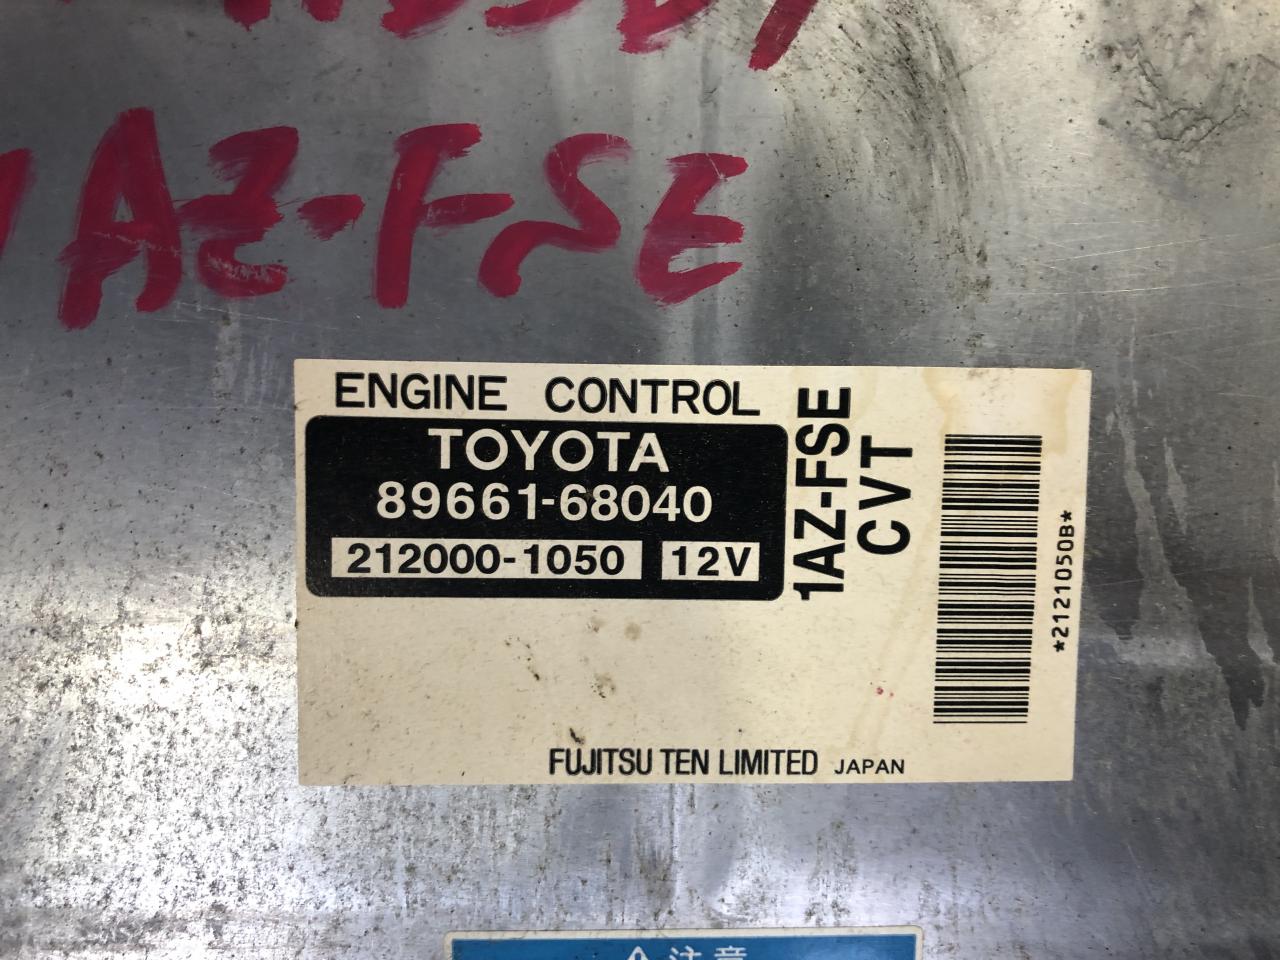 1AZ-FSE
ENGINE CONTROL
TOYOTA
89661-68040
212000-1050 12V
1AZ-FSE
CVT
*2121050B*
FUJITSU TEN LIMITED JAPAN
注意